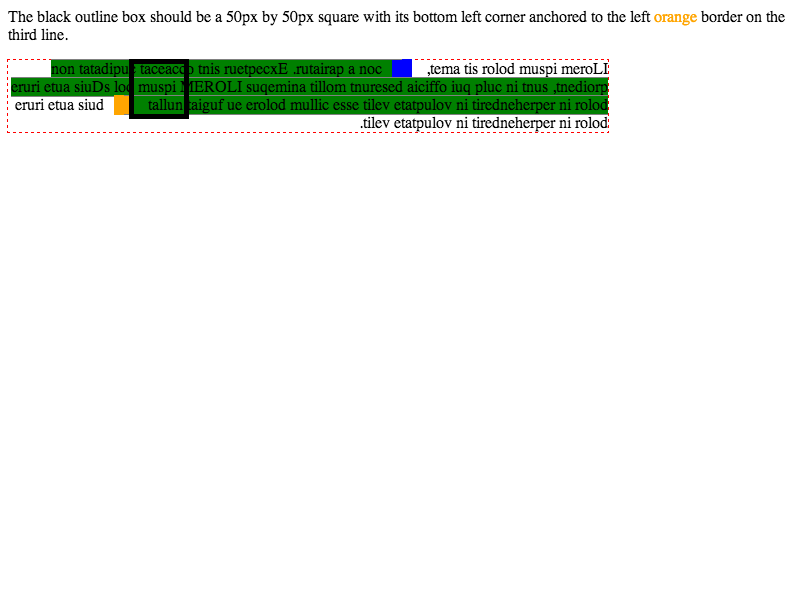 The black outline box should be a 50px by 50px square with its bottom left corner anchored to the left orange border on the
third line.
non tatadipuc taceacco tnis ruetpecxE .rutairap a noc ,tema tis rolod muspi meroLI
eruri etua siuDs lod muspi MEROLI suqemina tillom tnuresed aiciffo iuq pluc ni tnus ,tnediorp
eruri etua siud tallun taiguf ue erolod mullic esse tilev etatpulov ni tiredneherper ni rolod
.tilev etatpulov ni tiredneherper ni rolod